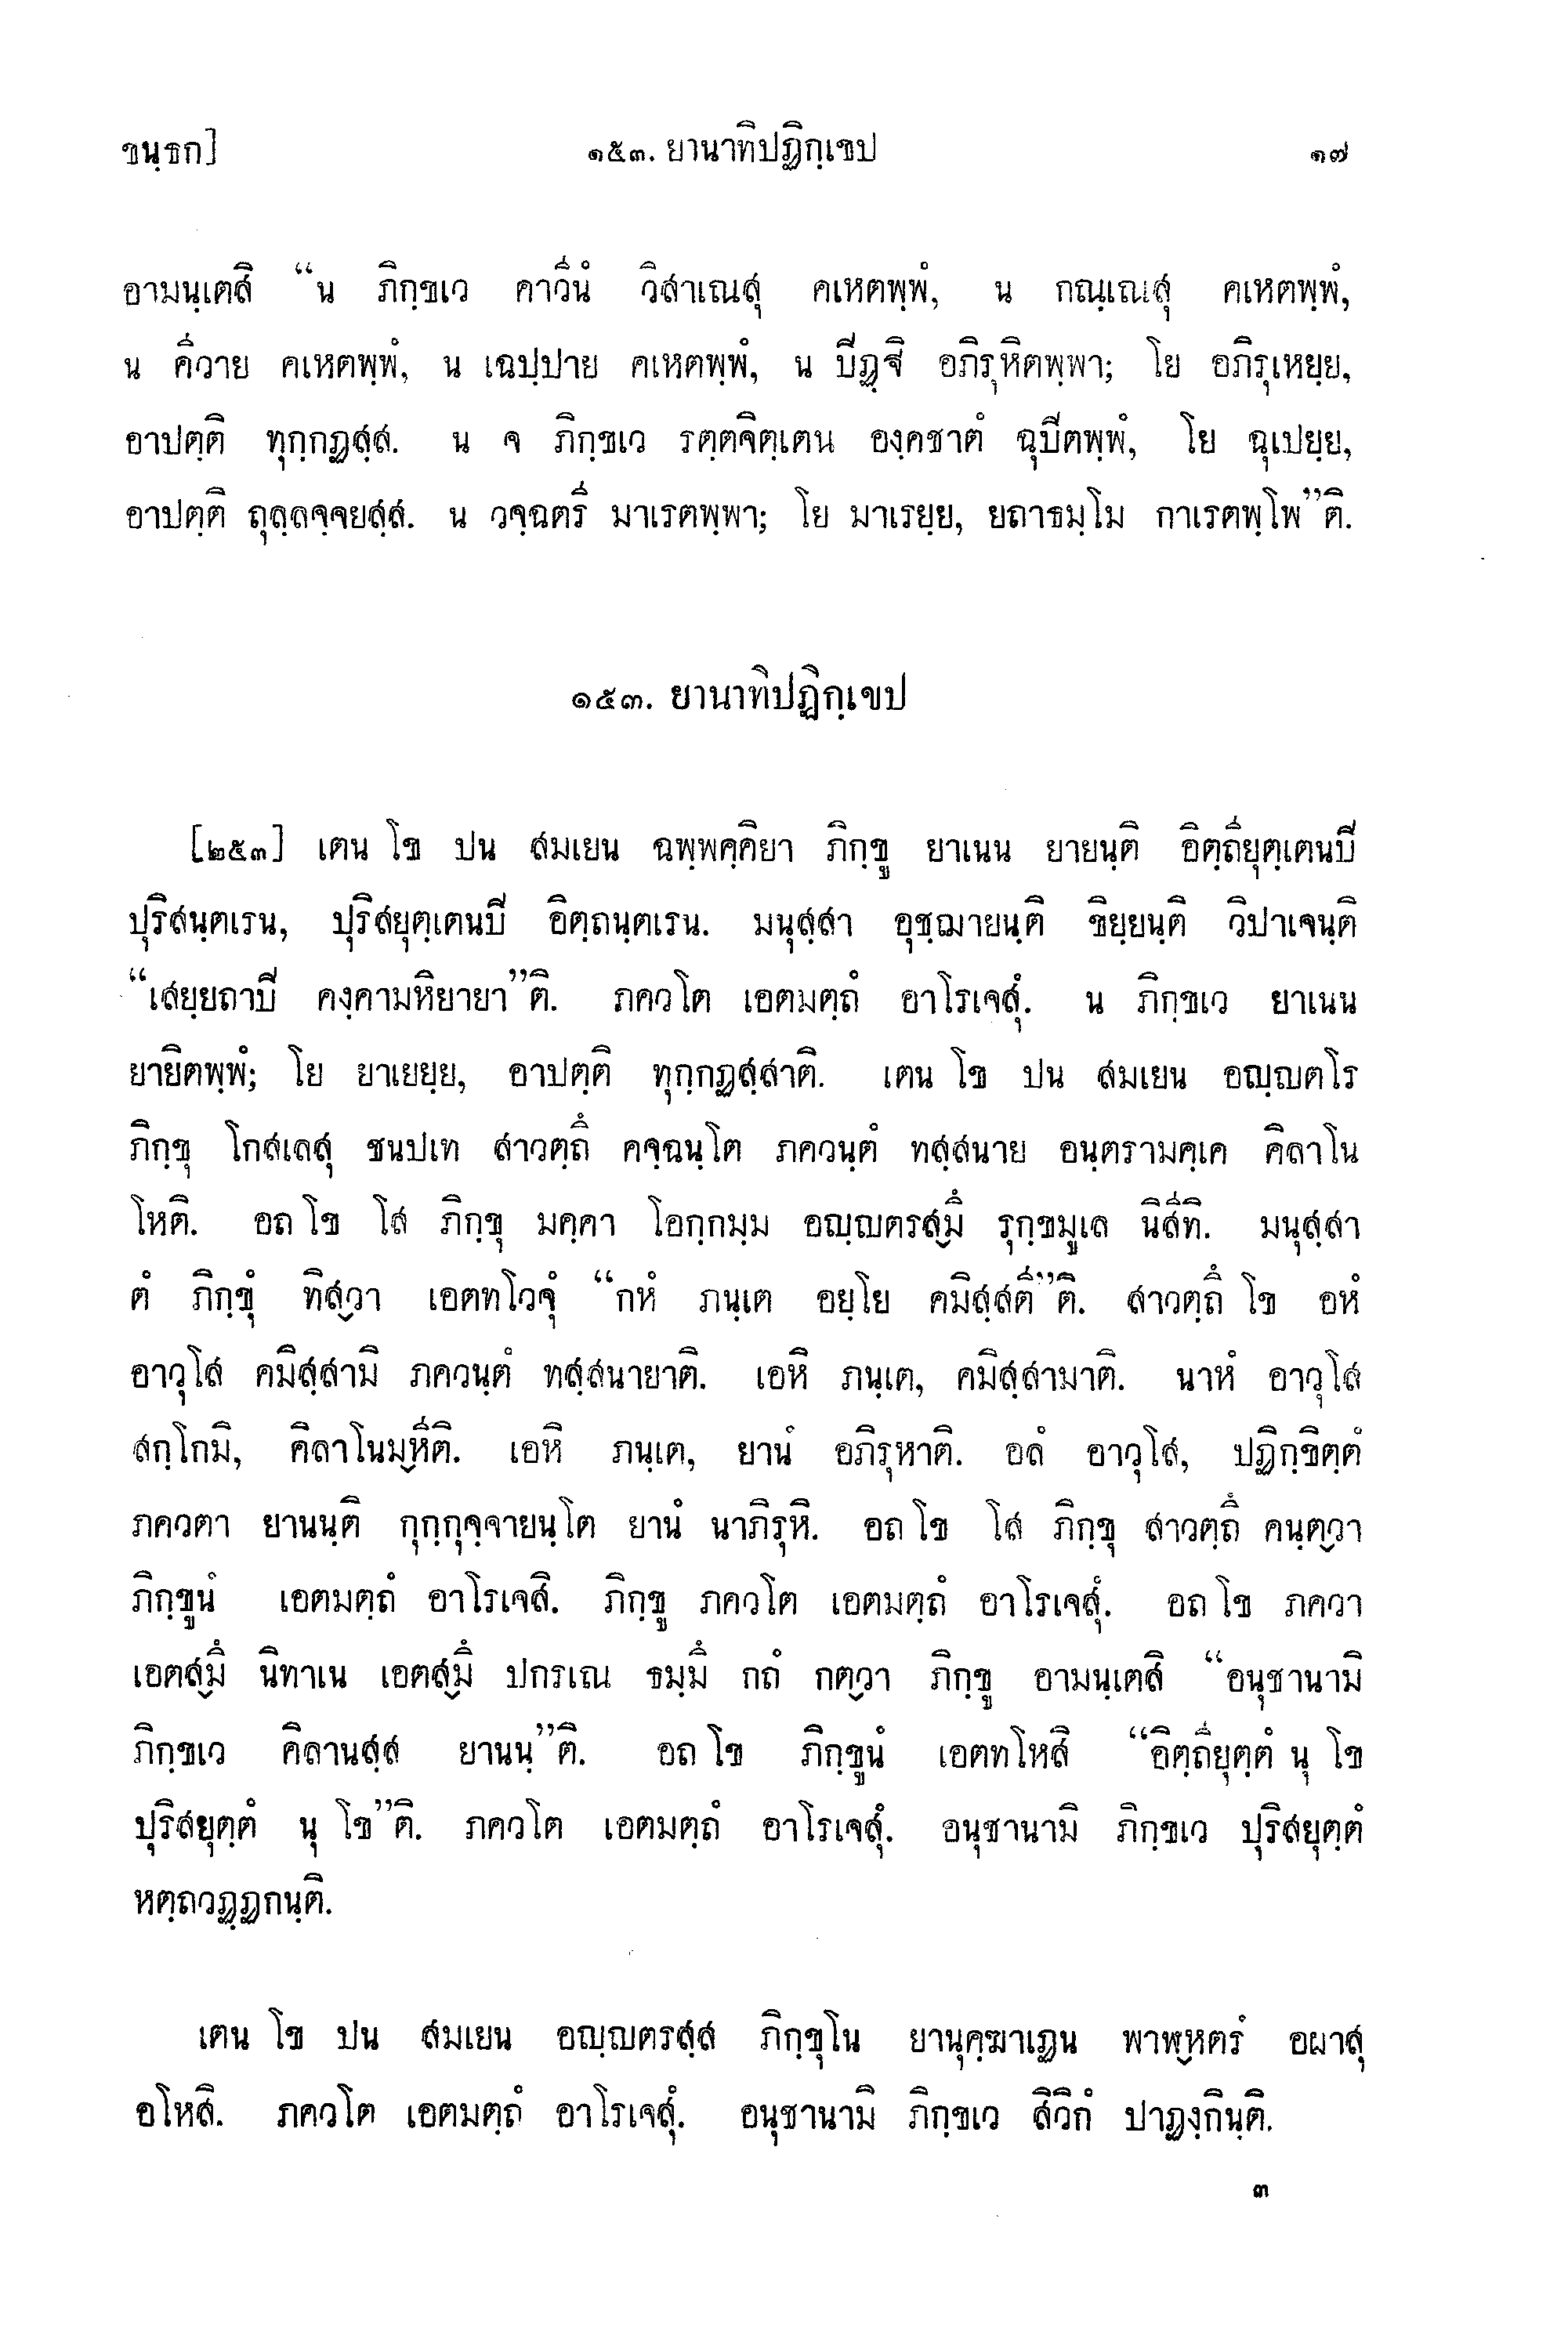 ขนฺธก]	๑๕๓. ยานาทิปฏิกฺเขป	๑๗
อามนฺเตสิ “น ภิกฺขเว คาวีนํ วิสาเณสุ คเหตพฺพํ, น กณฺเณสุ คเหตพฺพํ,
น คีวาย คเหตพฺพํ, น เฉปฺปาย คเหตพฺพํ, น ปีฏฺฐิ อภิรุหิตพฺพา; โย อภิรุเหยฺย,
อาปตฺติ ทุกฺกฏสฺส. น จ ภิกฺขเว รตฺตจิตฺเตน องฺคชาตํ ฉุปีตพฺพํ, โย ฉุเปยฺย,
อาปตฺติ ถุลฺลจฺจยสฺส. น วจฺฉตรี มาเรตพฺพา; โย มาเรยฺย, ยถาธมฺโม กาเรตพฺโพ”ติ.
๑๕๓. ยานาทิปฏิกฺเขป
[๒๕๓] เตน โข ปน สมเยน ฉพฺพคฺคิยา ภิกฺขู ยาเนน ยายนฺติ อิตฺถียุตฺเตนปี
ปุริสนฺตเรน, ปุริสยุตฺเตนปี อิตฺถนฺตเรน. มนุสฺสา อุชฺฌายนฺติ ขิยฺยนฺติ วิปาเจนฺติ
“เสยฺยถาปี คงฺคามหิยายา”ติ. ภควโต เอตมตฺถํ อาโรเจสุํ. น ภิกฺขเว ยาเนน
ยายิตพฺพํ; โย ยาเยยฺย, อาปตฺติ ทุกฺกฏสฺสาติ. เตน โข ปน สมเยน อญฺญตโร
ภิกฺขุ โกสเลสุ ชนปเท สาวตฺถึ คจฺฉนฺโต ภควนฺตํ ทสฺสนาย อนฺตรามคฺเค คิลาโน
โหติ. อถ โข โส ภิกฺขุ มคฺคา โอกฺกมฺม อญฺญตรสฺมึ รุกฺขมูเล นิสีทิ. มนุสฺสา
ตํ ภิกฺขุํ ทิสฺวา เอตทโวจุํ “กหํ ภนฺเต อยฺโย คมิสฺสตี”ติ. สาวตฺถึ โข อหํ
อาวุโส คมิสฺสามิ ภควนฺตํ ทสฺสนายาติ. เอหิ ภนฺเต, คมิสฺสามาติ. นาหํ อาวุโส
สกฺโกมิ, คิลาโนมฺหีติ. เอหิ ภนฺเต, ยานํ อภิรุหาติ. อลํ อาวุโส, ปฏิกฺขิตฺตํ
ภควตา ยานนฺติ กุกฺกุจฺจายนฺโต ยานํ นาภิรุหิ. อถ โข โส ภิกฺขุ สาวตฺถึ คนฺตฺวา
ภิกฺขูนํ เอตมตฺถํ อาโรเจสิ. ภิกฺขู ภควโต เอตมตฺถํ อาโรเจสุํ. อถ โข ภควา
เอตสฺมึ นิทาเน เอตสฺมึ ปกรเณ ธมฺมึ กถํ กตฺวา ภิกฺขู อามนฺเตสิ “อนุชานามิ
ภิกฺขเว คิลานสฺส ยานนฺ”ติ. อถ โข ภิกฺขูนํ เอตทโหสิ “อิตฺถียุตฺตํ นุ โข
ปุริสยุตฺตํ นุ โข”ติ. ภควโต เอตมตฺถํ อาโรเจสุํ. อนุชานามิ ภิกฺขเว ปุริสยุตฺตํ
หตฺถวฏฺฏกนฺติ.
เตน โข ปน สมเยน อญฺญตรสฺส ภิกฺขุโน ยานุคฺฆาเฏน พาฬฺหตรํ อผาสุ
อโหสิ. ภควโต เอตมตฺถํ อาโรเจสุํ. อนุชานามิ ภิกฺขเว สิวิกํ ปาฏงฺกินฺติ.
๓